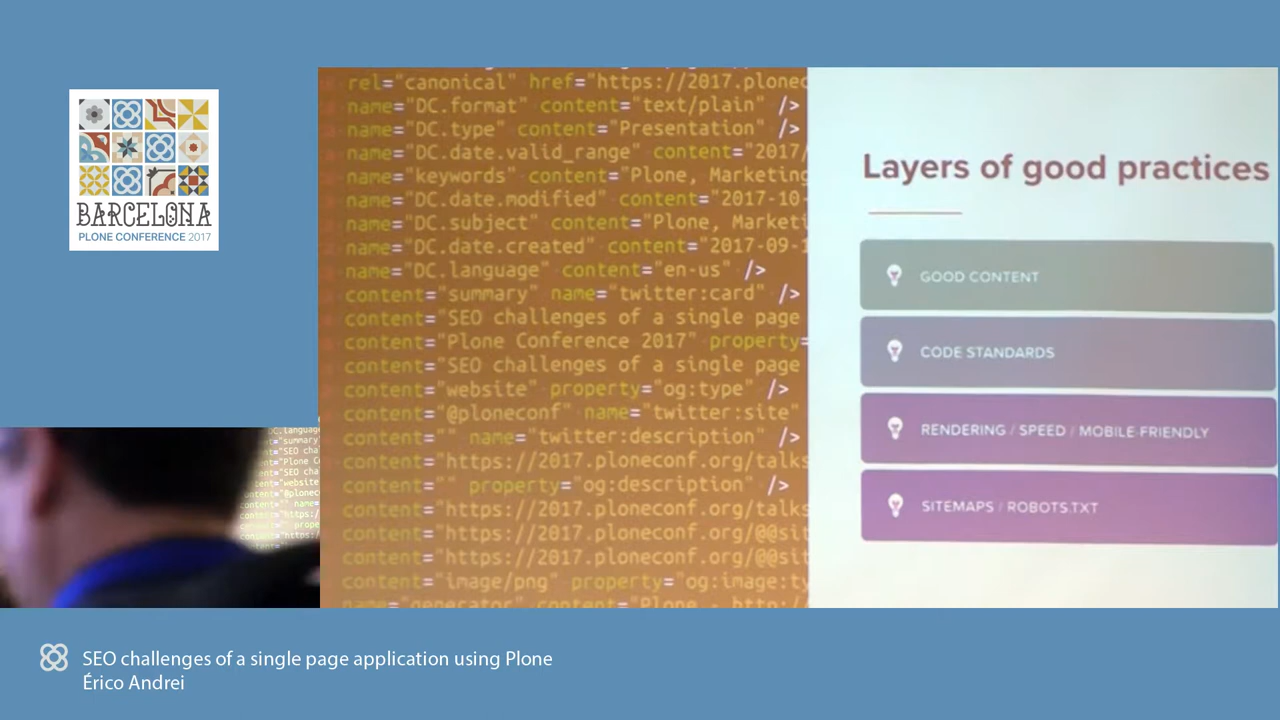 BARCELONA
PLONE CONFERENCE 2017
rel="canonical" href="https://2017.plonec
name="DC.format" content="text/plain" />
name="DC.type" content="Presentation" />
name="DC.date.valid_range" content="2017/
name="keywords" content="Plone, Marketing
name="DC.date.modified" content="2017-10-
name="DC.subject" content="Plone, Marketi
name="DC.date.created" content="2017-09-1
name="DC.language" content="en-us" />
content="summary" name="twitter:card" />
content="SEO challenges of a single page
content="Plone Conference 2017" property=
content="SEO challenges of a single page
content="website" property="og:type" />
content="@ploneconf" name="twitter:site"
content="" name="twitter:description" />
content="https://2017.ploneconf.org/talks
content="" property="og:description" />
content="https://2017.ploneconf.org/talks
content="https://2017.ploneconf.org/@@sit
content="https://2017.ploneconf.org/@@sit
content="image/png" property="og:image:ty
name="generator" content="Plone - http:/
Layers of good practices
GOOD CONTENT
CODE STANDARDS
RENDERING / SPEED / MOBILE-FRIENDLY
SITEMAPS / ROBOTS.TXT
SEO challenges of a single page application using Plone
Érico Andrei